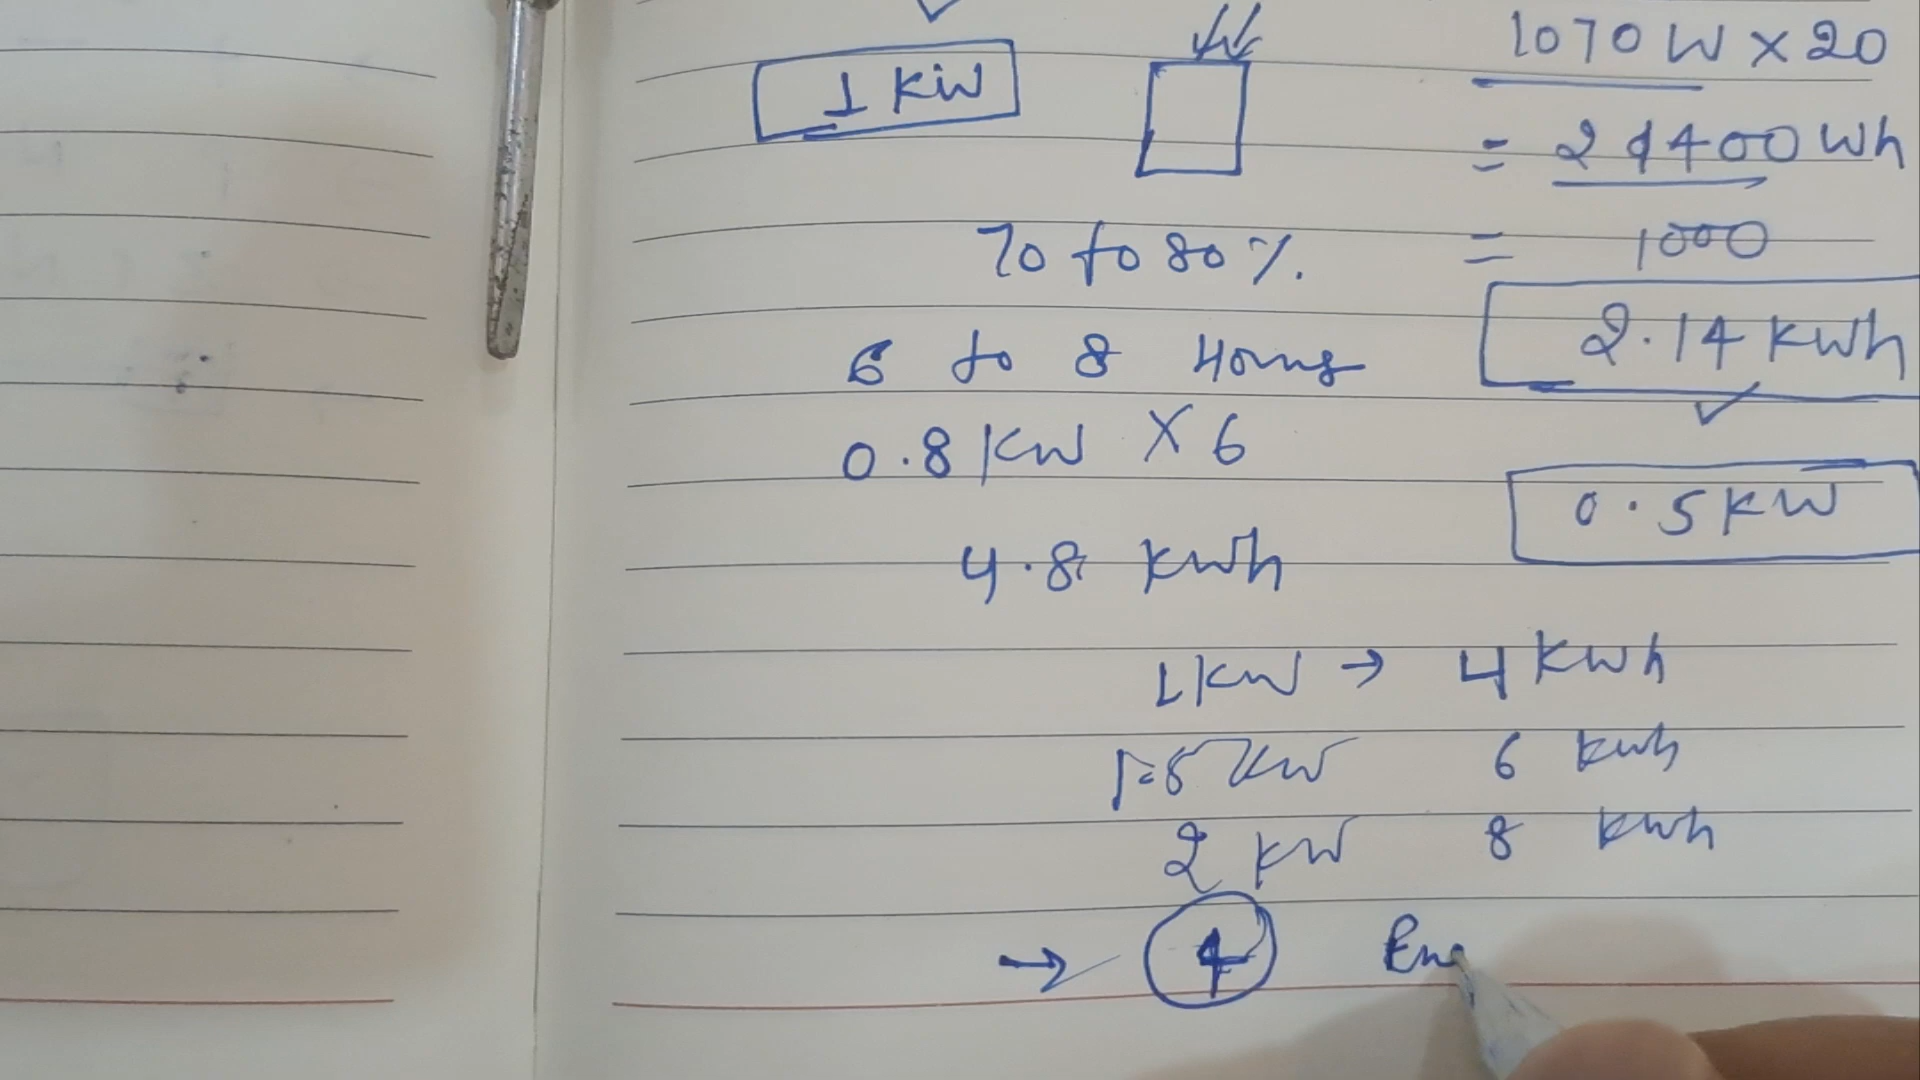 1 KW
70 to 80 %.
6 to 8 Hours
0.8 KW X 6
4.8 kwh
1070 W X 20
= 21400 Wh
= 1000
2.14 KWh
0.5 KW
1 KW → 4 KWh
1.5 KW 6 kwh
2 KW 8 kwh
→ 4 En